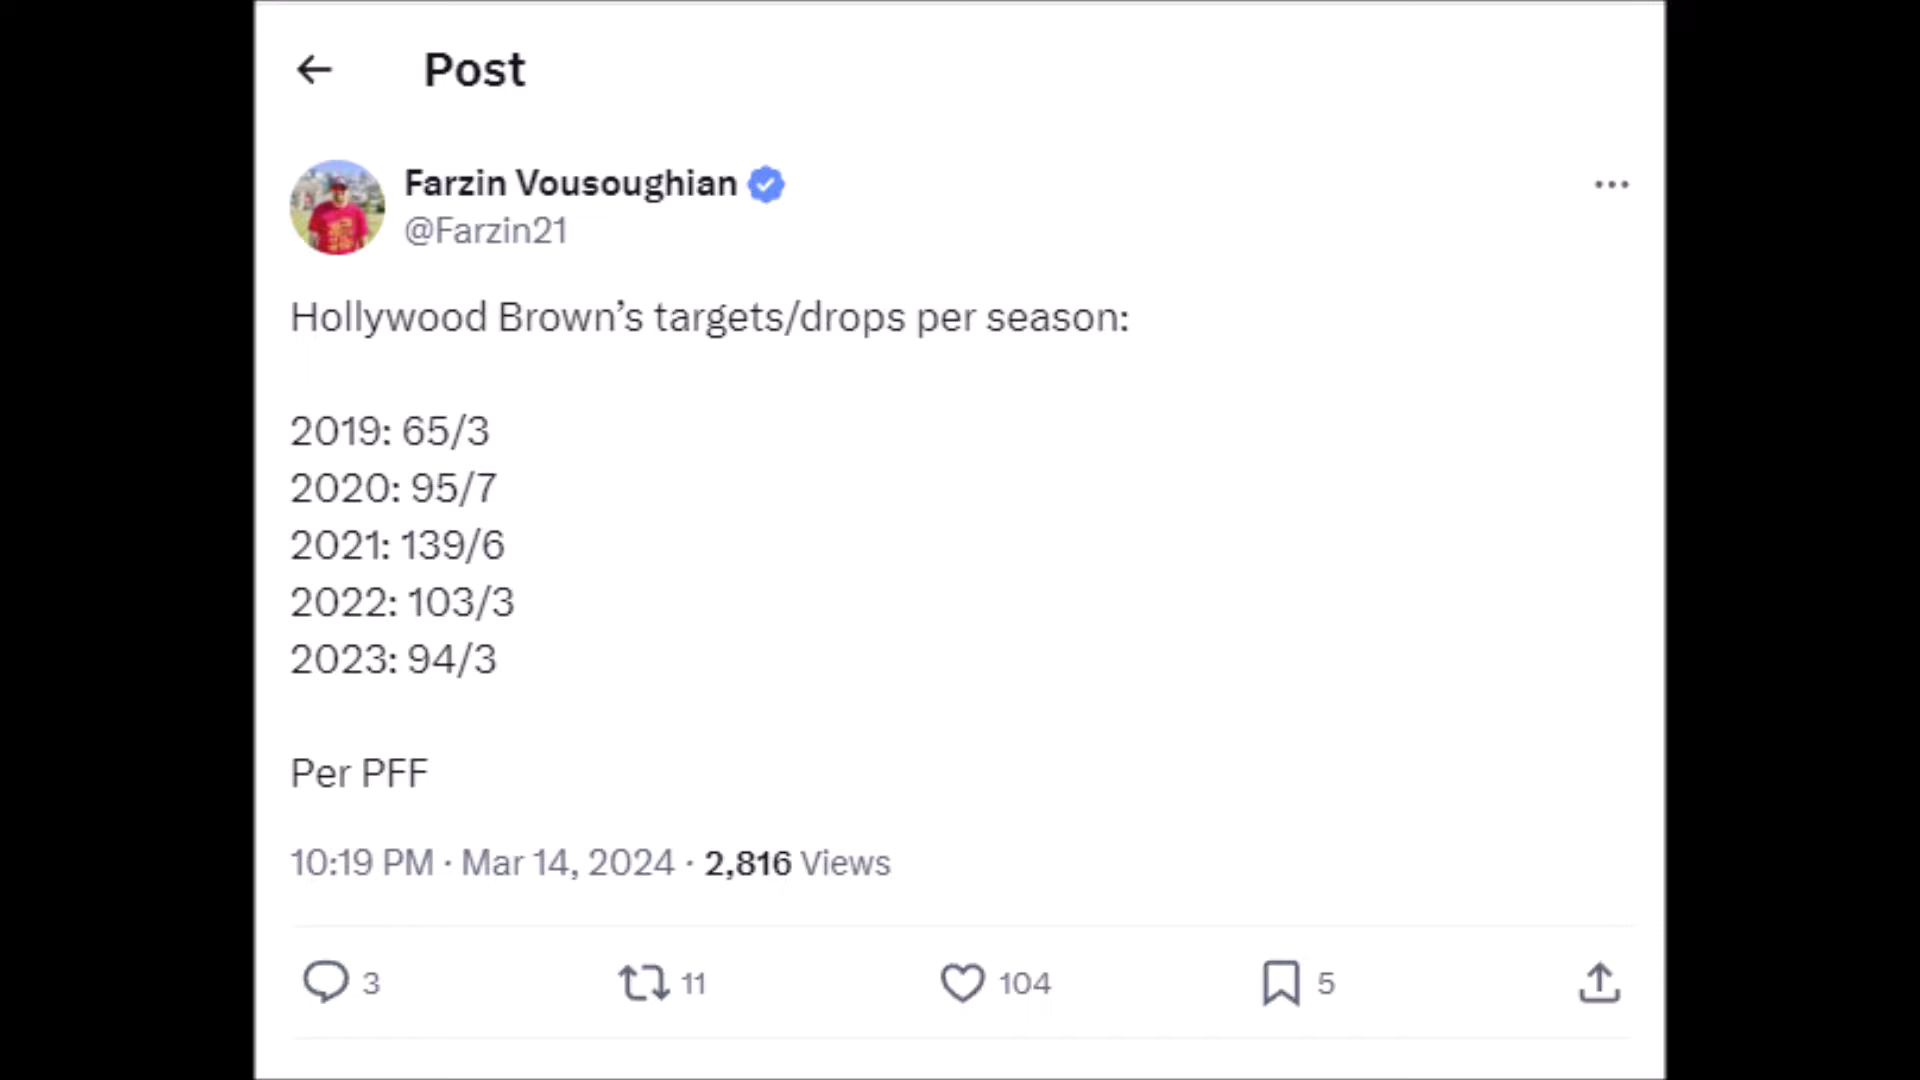 Post
Farzin Vousoughian
@Farzin21
Hollywood Brown’s targets/drops per season:
2019: 65/3
2020: 95/7
2021: 139/6
2022: 103/3
2023: 94/3
Per PFF
10:19 PM · Mar 14, 2024 · 2,816 Views
3 11 104 5